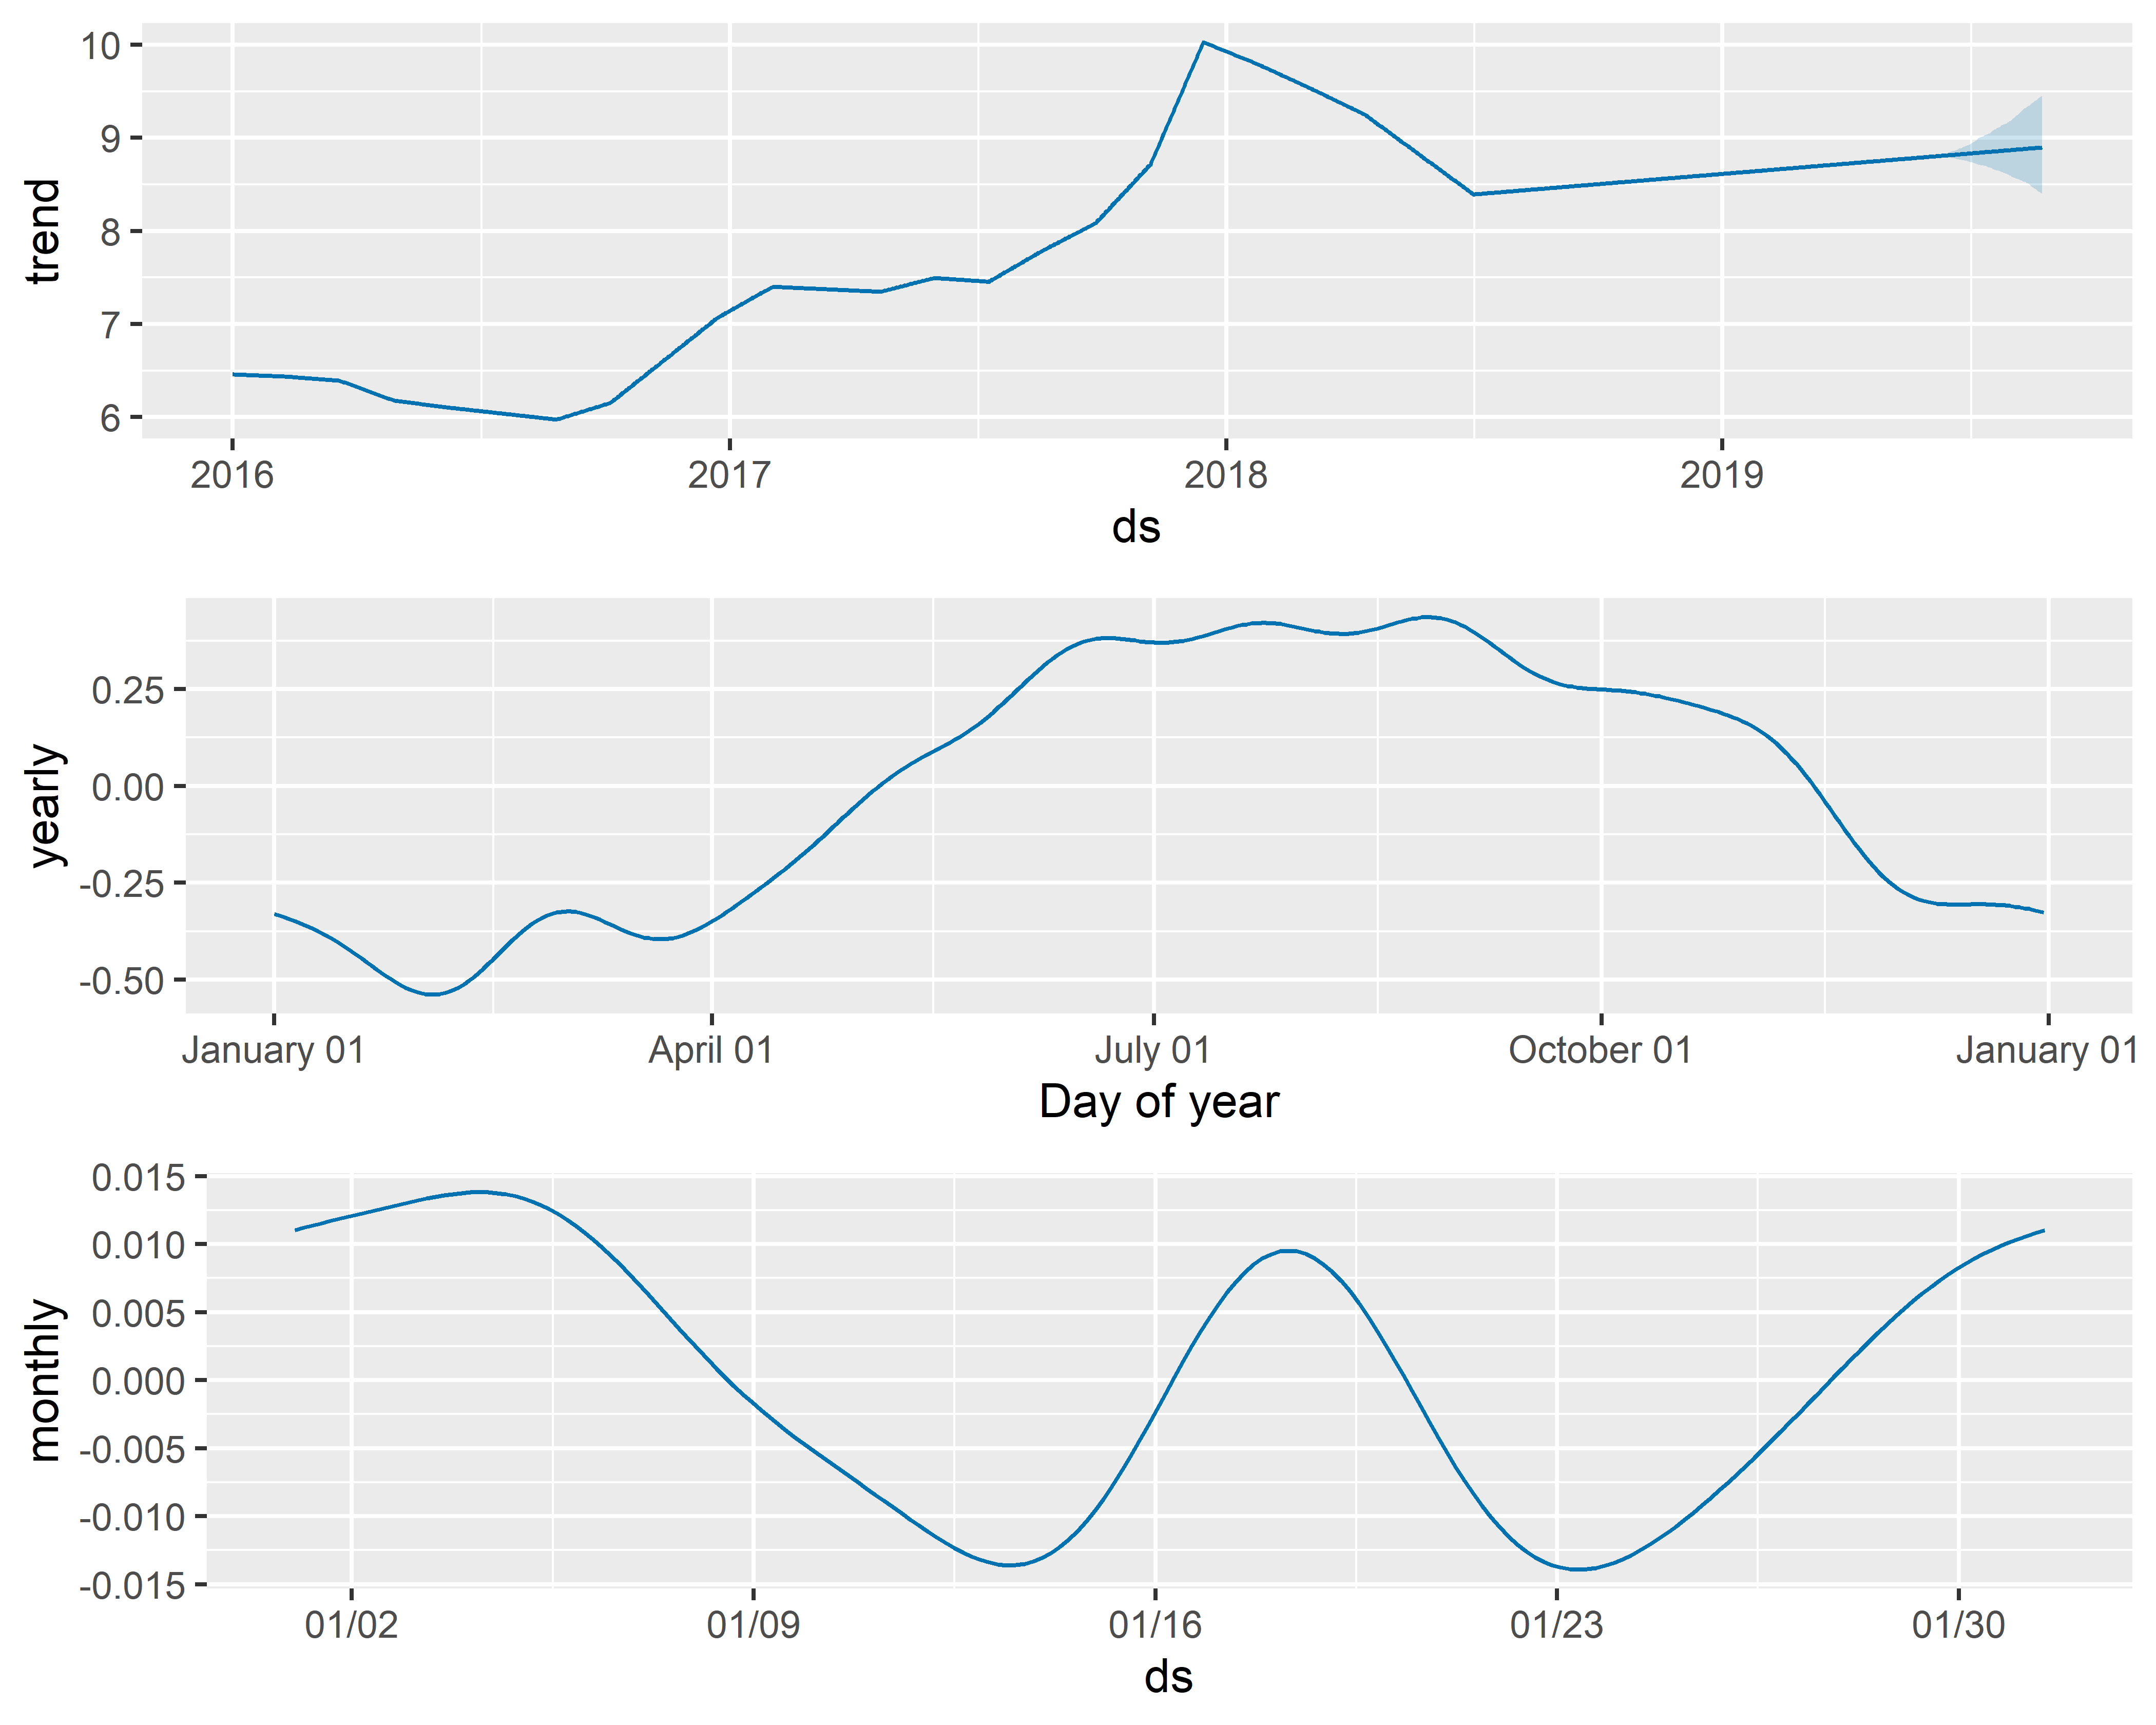 trend
10
9
8
7
6
2016 2017 2018 2019
ds
yearly
0.25
0.00
-0.25
-0.50
January 01 April 01 July 01 October 01 January 01
Day of year
monthly
0.015
0.010
0.005
0.000
-0.005
-0.010
-0.015
01/02 01/09 01/16 01/23 01/30
ds